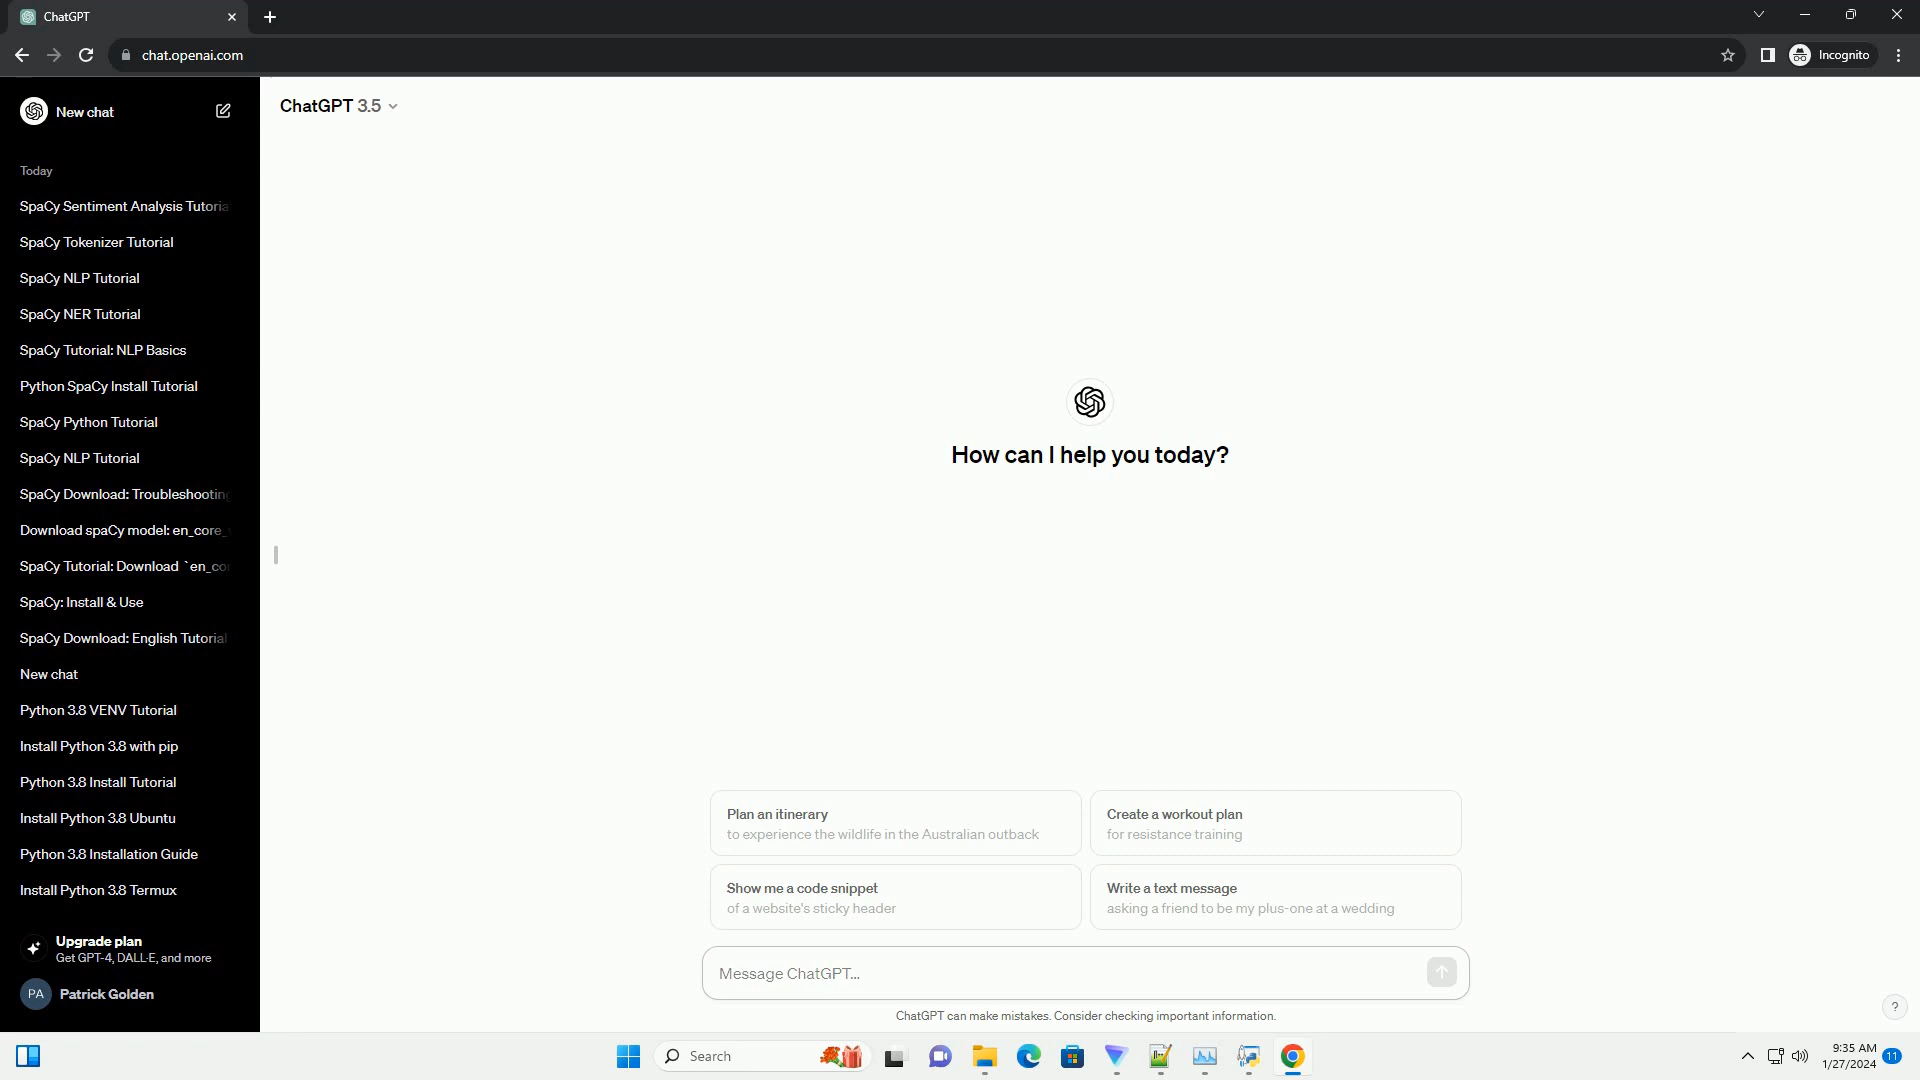 ChatGPT
chat.openai.com
Incognito
New chat
ChatGPT 3.5
Today
SpaCy Sentiment Analysis Tutoria
SpaCy Tokenizer Tutorial
SpaCy NLP Tutorial
SpaCy NER Tutorial
SpaCy Tutorial: NLP Basics
Python SpaCy Install Tutorial
SpaCy Python Tutorial
SpaCy NLP Tutorial
SpaCy Download: Troubleshooting
Download spaCy model: en_core_
SpaCy Tutorial: Download `en_co
SpaCy: Install & Use
SpaCy Download: English Tutorial
New chat
Python 3.8 VENV Tutorial
Install Python 3.8 with pip
Python 3.8 Install Tutorial
Install Python 3.8 Ubuntu
Python 3.8 Installation Guide
Install Python 3.8 Termux
Upgrade plan
Get GPT-4, DALL·E, and more
PA Patrick Golden
How can I help you today?
Plan an itinerary
to experience the wildlife in the Australian outback
Create a workout plan
for resistance training
Show me a code snippet
of a website's sticky header
Write a text message
asking a friend to be my plus-one at a wedding
Message ChatGPT...
ChatGPT can make mistakes. Consider checking important information.
?
Search
9:35 AM
1/27/2024
11